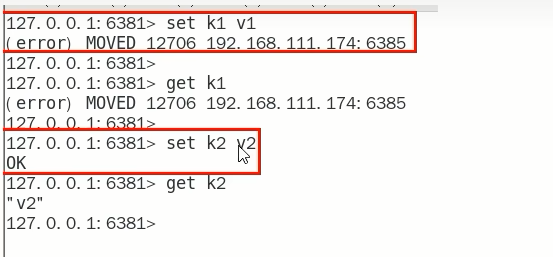 127.0.0.1:6381> set k1 v1
(error) MOVED 12706 192.168.111.174:6385
127.0.0.1:6381>
127.0.0.1:6381> get k1
(error) MOVED 12706 192.168.111.174:6385
127.0.0.1:6381>
127.0.0.1:6381> set k2 v2
OK
127.0.0.1:6381> get k2
"v2"
127.0.0.1:6381>